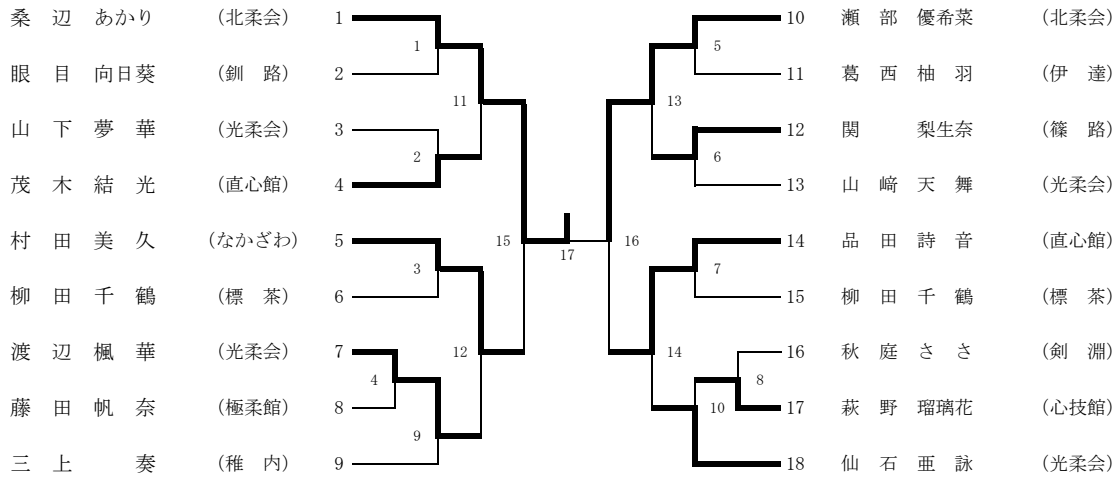 桑 辺 あかり (北柔会) 1 10 瀬 部 優希菜 (北柔会)
1 5
眼 目 向日葵 (釧 路) 2 11 葛 西 柚 羽 (伊 達)
11 13
山 下 夢 華 (光柔会) 3 12 関 梨生奈 (篠 路)
2 6
茂 木 結 光 (直心館) 4 13 山 﨑 天 舞 (光柔会)
村 田 美 久 (なかざわ) 5 15 17 16 14 品 田 詩 音 (直心館)
3 7
柳 田 千 鶴 (標 茶) 6 15 柳 田 千 鶴 (標 茶)
渡 辺 楓 華 (光柔会) 7 12 14 16 秋 庭 さ さ (剣 淵)
4 8
藤 田 帆 奈 (極柔館) 8 10 17 萩 野 瑠璃花 (心技館)
9
三 上 奏 (稚 内) 9 18 仙 石 亜 詠 (光柔会)